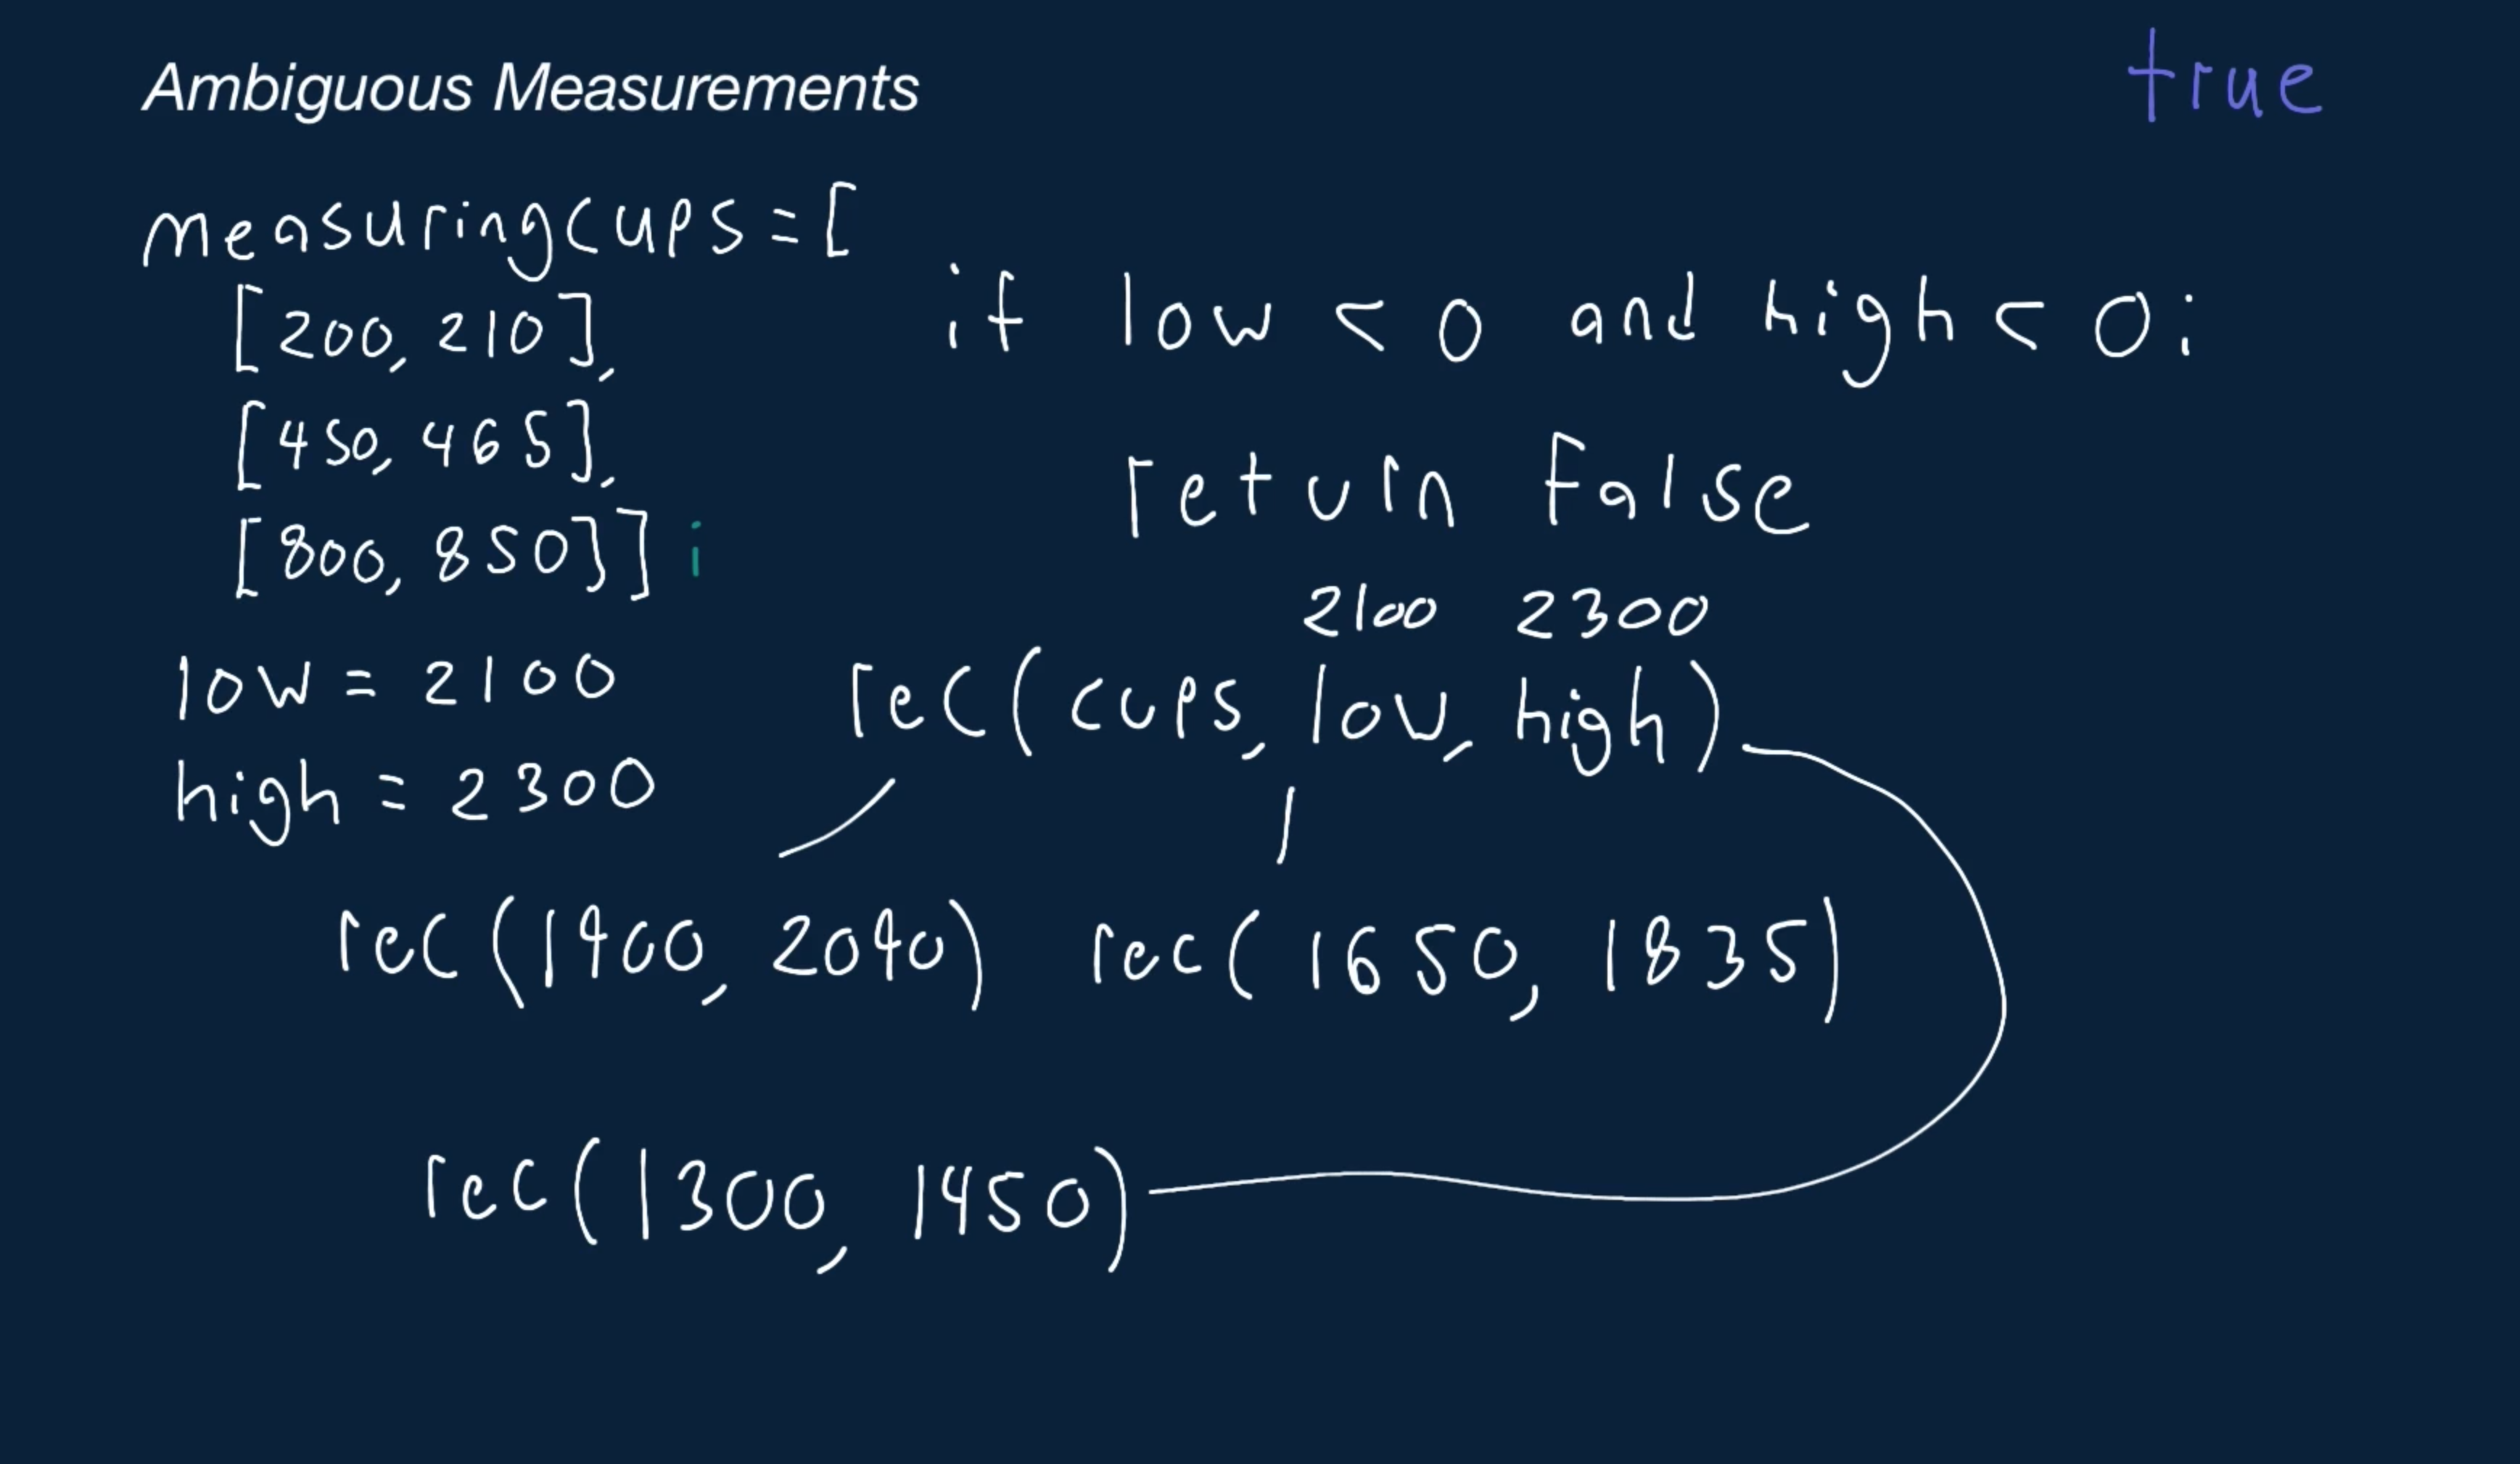 Ambiguous Measurements
true
measuringcups=[
[200, 210],
[450, 465],
[800, 850]]
low = 2100
high = 2300
if low < 0 and high < 0:
return False
2100 2300
rec(cups, low, high)
rec(1900, 2090) rec(1650, 1835)
rec(1300, 1450)